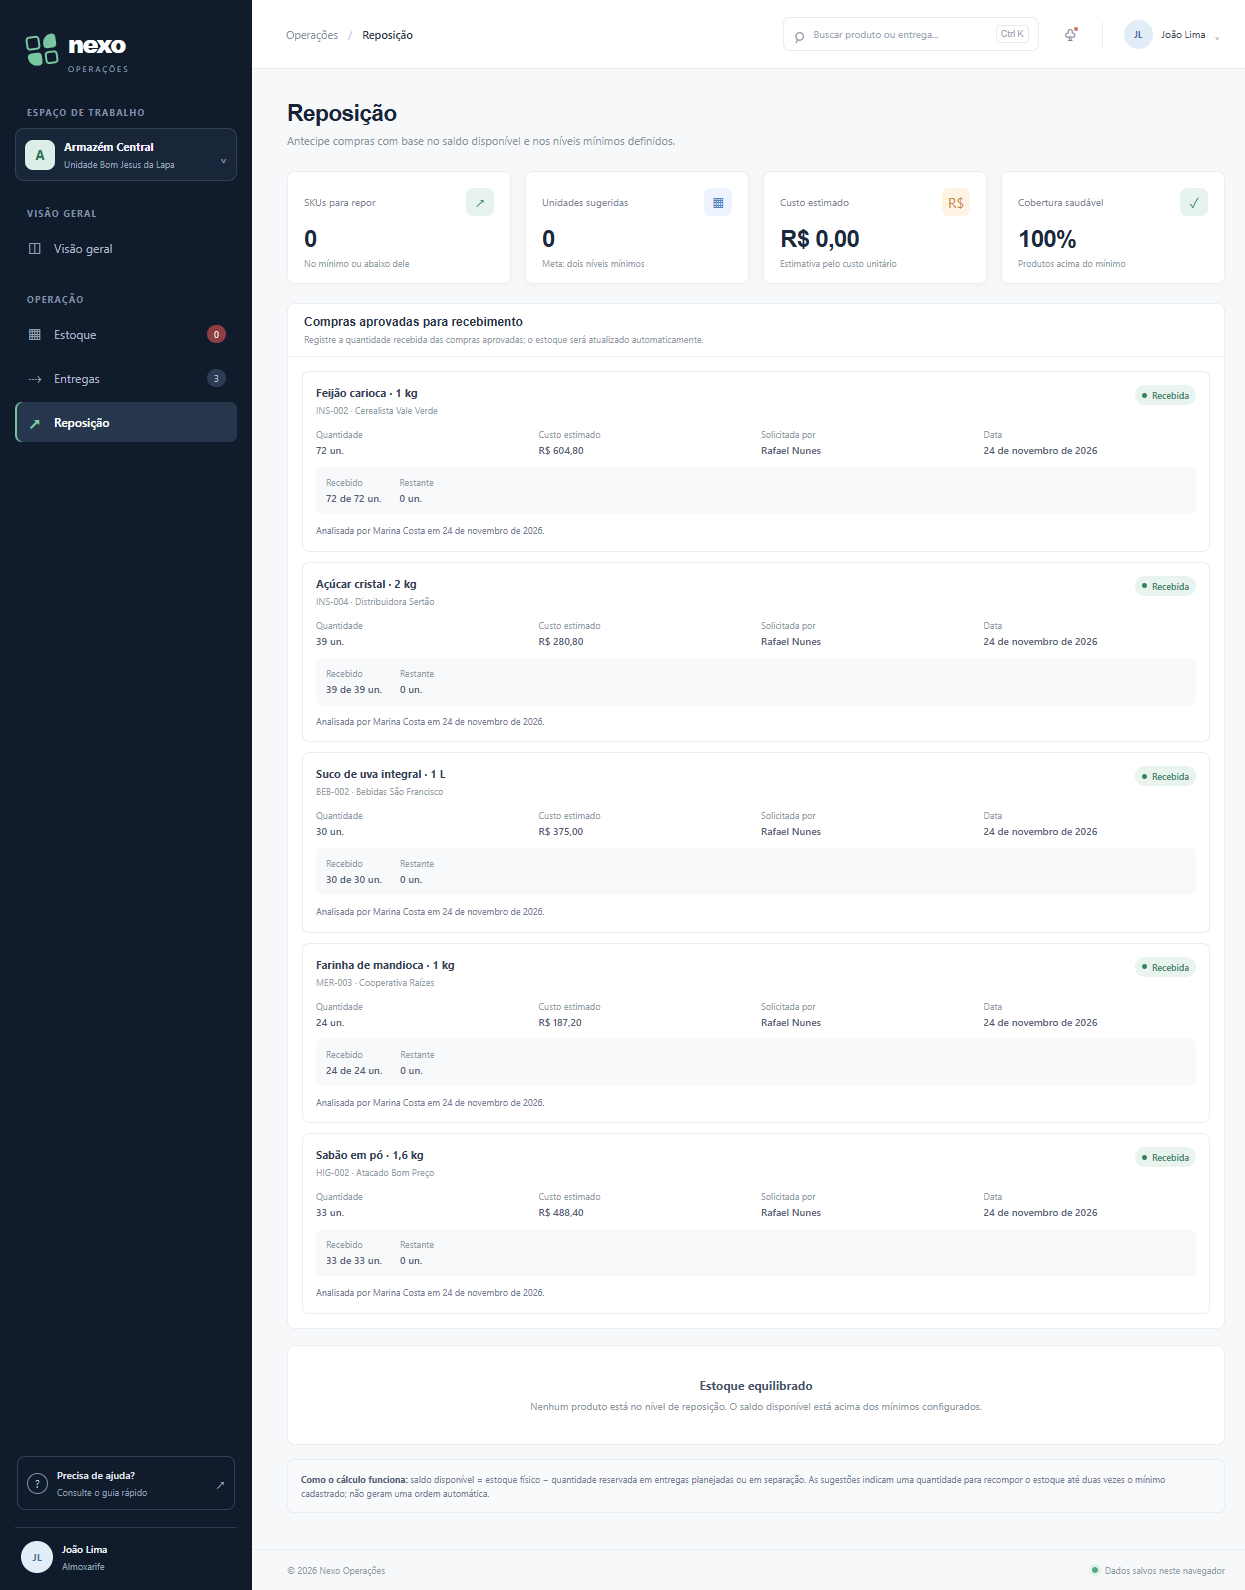 nexo
OPERAÇÕES
ESPAÇO DE TRABALHO
A
Armazém Central
Unidade Bom Jesus da Lapa
VISÃO GERAL
Visão geral
OPERAÇÃO
Estoque 0
Entregas 3
Reposição
Precisa de ajuda?
Consulte o guia rápido
JL
João Lima
Almoxarife
Operações / Reposição
Buscar produto ou entrega... Ctrl K
JL João Lima
Reposição
Antecipe compras com base no saldo disponível e nos níveis mínimos definidos.
SKUs para repor
0
No mínimo ou abaixo dele
Unidades sugeridas
0
Meta: dois níveis mínimos
Custo estimado R$
R$ 0,00
Estimativa pelo custo unitário
Cobertura saudável
100%
Produtos acima do mínimo
Compras aprovadas para recebimento
Registre a quantidade recebida das compras aprovadas; o estoque será atualizado automaticamente.
Feijão carioca · 1 kg Recebida
INS-002 · Cerealista Vale Verde
Quantidade Custo estimado Solicitada por Data
72 un. R$ 604,80 Rafael Nunes 24 de novembro de 2026
Recebido Restante
72 de 72 un. 0 un.
Analisada por Marina Costa em 24 de novembro de 2026.
Açúcar cristal · 2 kg Recebida
INS-004 · Distribuidora Sertão
Quantidade Custo estimado Solicitada por Data
39 un. R$ 280,80 Rafael Nunes 24 de novembro de 2026
Recebido Restante
39 de 39 un. 0 un.
Analisada por Marina Costa em 24 de novembro de 2026.
Suco de uva integral · 1 L Recebida
BEB-002 · Bebidas São Francisco
Quantidade Custo estimado Solicitada por Data
30 un. R$ 375,00 Rafael Nunes 24 de novembro de 2026
Recebido Restante
30 de 30 un. 0 un.
Analisada por Marina Costa em 24 de novembro de 2026.
Farinha de mandioca · 1 kg Recebida
MER-003 · Cooperativa Raízes
Quantidade Custo estimado Solicitada por Data
24 un. R$ 187,20 Rafael Nunes 24 de novembro de 2026
Recebido Restante
24 de 24 un. 0 un.
Analisada por Marina Costa em 24 de novembro de 2026.
Sabão em pó · 1,6 kg Recebida
HIG-002 · Atacado Bom Preço
Quantidade Custo estimado Solicitada por Data
33 un. R$ 488,40 Rafael Nunes 24 de novembro de 2026
Recebido Restante
33 de 33 un. 0 un.
Analisada por Marina Costa em 24 de novembro de 2026.
Estoque equilibrado
Nenhum produto está no nível de reposição. O saldo disponível está acima dos mínimos configurados.
Como o cálculo funciona: saldo disponível = estoque físico − quantidade reservada em entregas planejadas ou em separação. As sugestões indicam uma quantidade para recompor o estoque até duas vezes o mínimo
cadastrado; não geram uma ordem automática.
© 2026 Nexo Operações
Dados salvos neste navegador